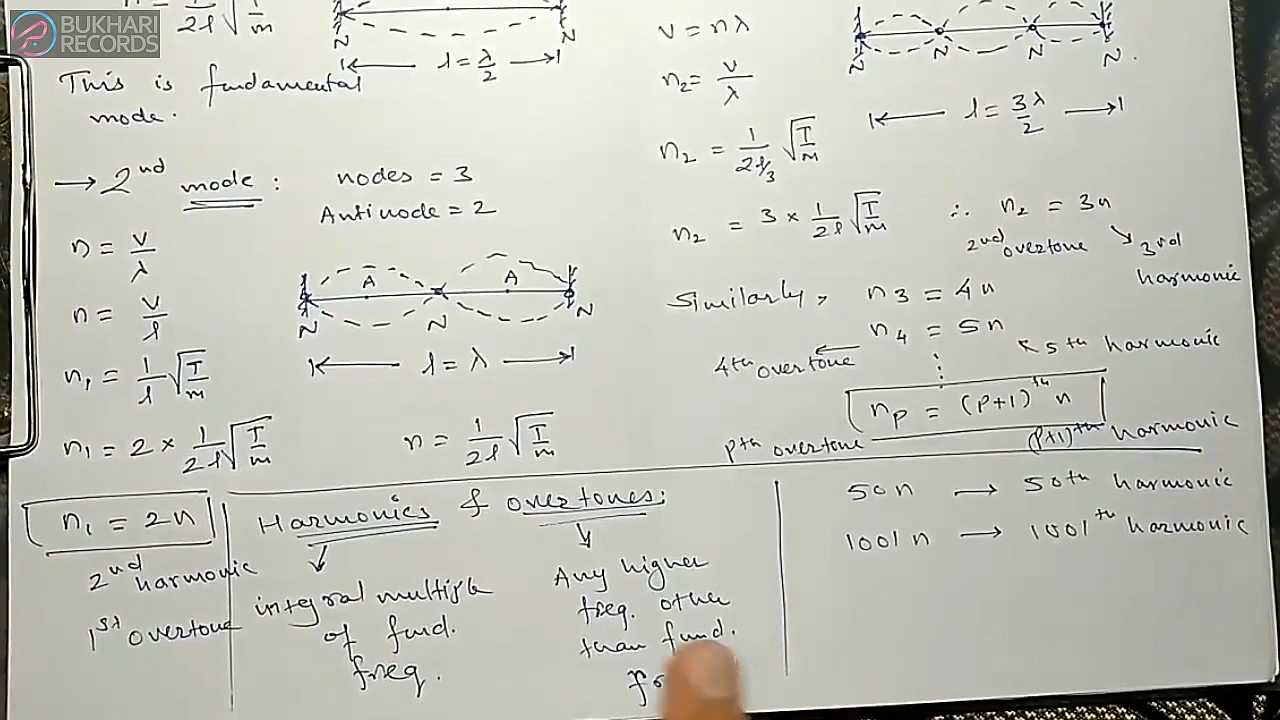 BUKHARI
RECORDS
2l √T/m
N N
l = λ/2
This is fundamental
mode.
→ 2nd mode :
nodes = 3
Antinode = 2
n = v/λ
n = v/l
n₁ = 1/l √T/m
n₁ = 2 × 1/2l √T/m
A A
N N N
l = λ
n = 1/2l √T/m
n₁ = 2n
2nd harmonic
1st overtone
v = nλ
n₂ = v/λ
n₂ = 1/2l/3 √T/m
n₂ = 3 × 1/2l √T/m
N N N N.
l = 3λ/2
∴ n₂ = 3n
2nd overtone
3rd harmonic
Similarly, n₃ = 4n
n₄ = 5n
4th overtone
5th harmonic
nP = (P+1)th n
Pth overtone
(P+1)th harmonic
Harmonics & overtones:
integral multiple
of fund.
freq.
Any higher
freq. other
than fund.
50n → 50th harmonic
1001n → 1001th harmonic